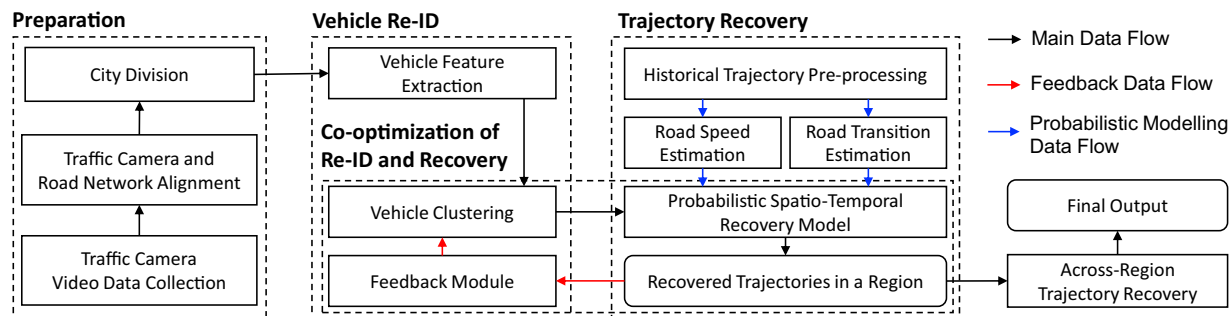 Preparation
City Division
Traffic Camera and
Road Network Alignment
Traffic Camera
Video Data Collection
Vehicle Re-ID
Vehicle Feature
Extraction
Co-optimization of
Re-ID and Recovery
Vehicle Clustering
Feedback Module
Trajectory Recovery
Historical Trajectory Pre-processing
Road Speed
Estimation
Road Transition
Estimation
Probabilistic Spatio-Temporal
Recovery Model
Recovered Trajectories in a Region
Main Data Flow
Feedback Data Flow
Probabilistic Modelling
Data Flow
Final Output
Across-Region
Trajectory Recovery